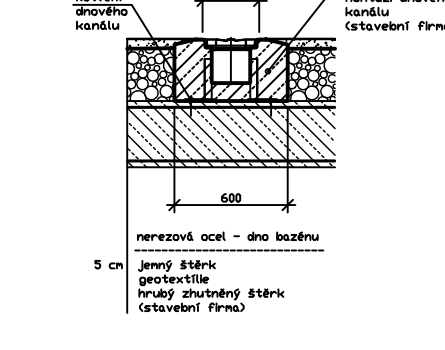 dnového
kanálu
kanálu
(stavební firma
600
nerezová ocel - dno bazénu
5 cm jemný štěrk
geotextílie
hrubý zhutněný štěrk
(stavební firma)